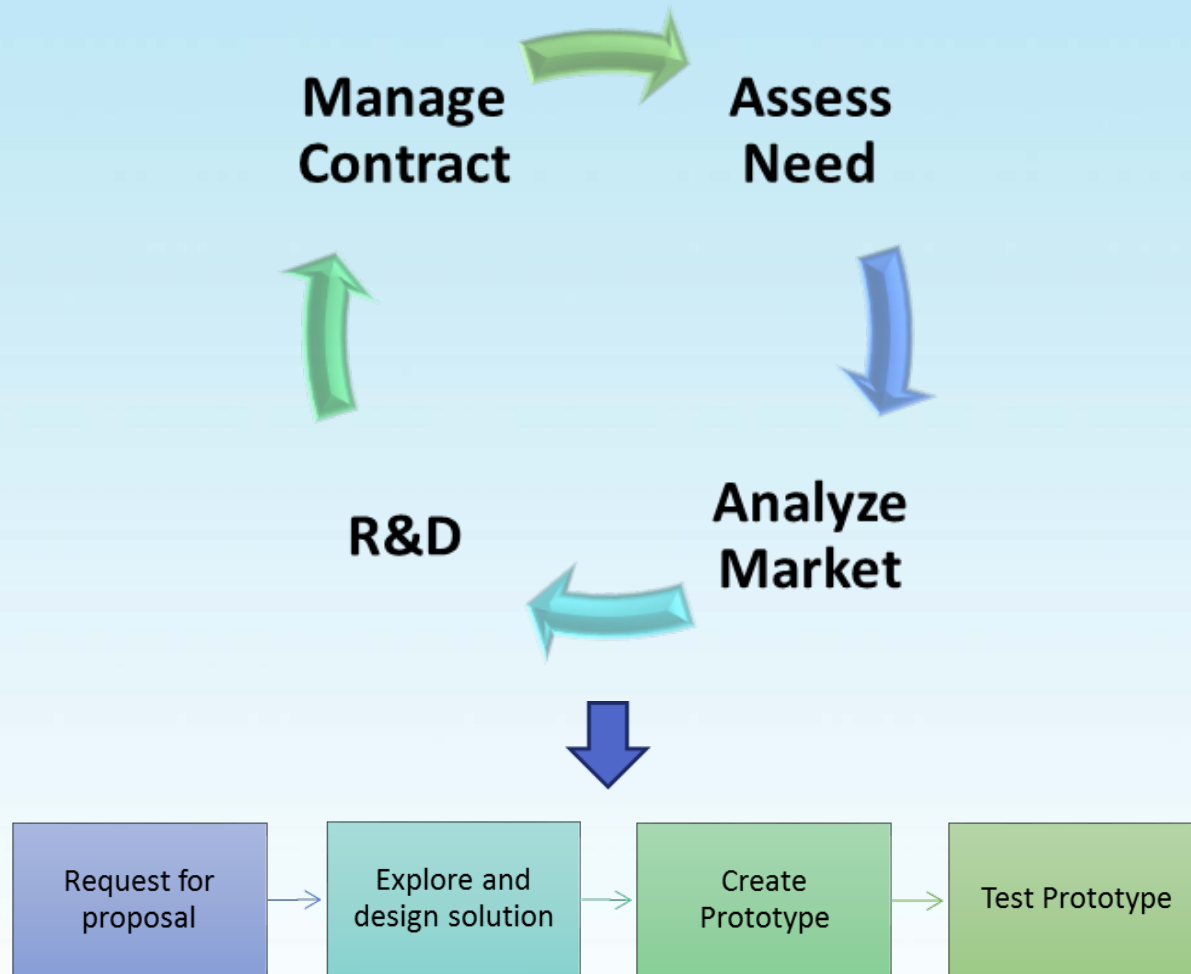 Manage
Contract
Assess
Need
R&D
Analyze
Market
Request for
proposal
Explore and
design solution
Create
Prototype
Test Prototype